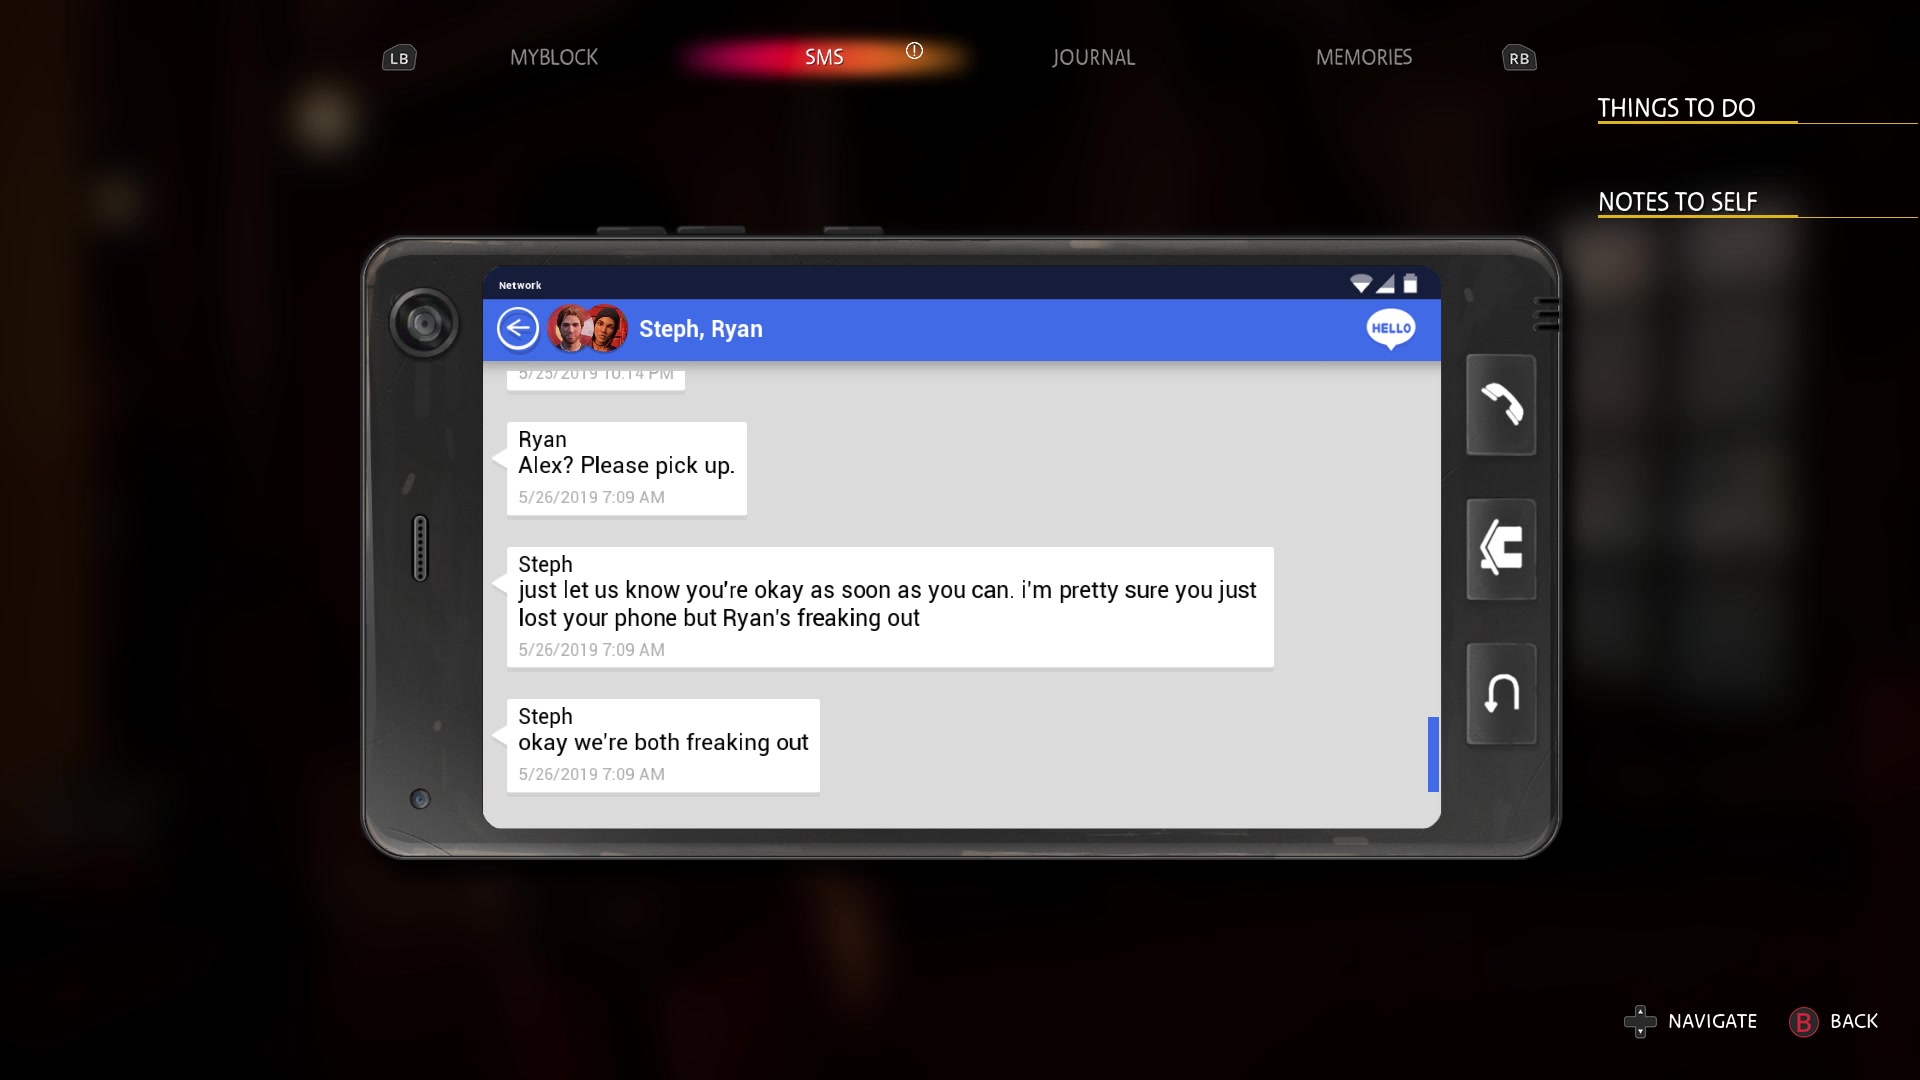 LB
MYBLOCK
SMS
JOURNAL
MEMORIES
RB
THINGS TO DO
NOTES TO SELF
Network
Steph, Ryan
HELLO
5/25/2019 10:14 PM
Ryan
Alex? Please pick up.
5/26/2019 7:09 AM
Steph
just let us know you're okay as soon as you can. i'm pretty sure you just
lost your phone but Ryan's freaking out
5/26/2019 7:09 AM
Steph
okay we're both freaking out
5/26/2019 7:09 AM
NAVIGATE
B BACK